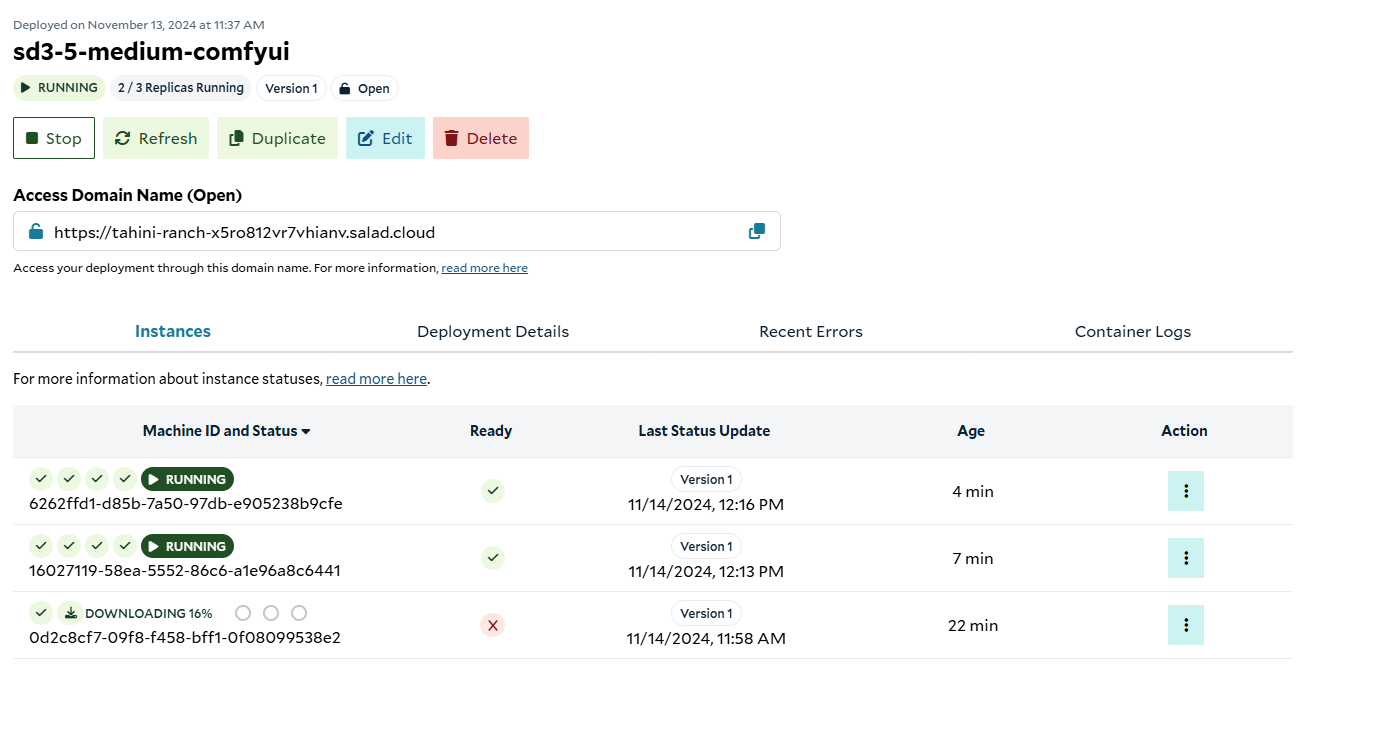 Deployed on November 13, 2024 at 11:37 AM
sd3-5-medium-comfyui
RUNNING 2 / 3 Replicas Running Version 1 Open
Stop Refresh Duplicate Edit Delete
Access Domain Name (Open)
https://tahini-ranch-x5ro812vr7vhianv.salad.cloud
Access your deployment through this domain name. For more information, read more here
Instances Deployment Details Recent Errors Container Logs
For more information about instance statuses, read more here.
Machine ID and Status Ready Last Status Update Age Action
RUNNING Version 1
6262ffd1-d85b-7a50-97db-e905238b9cfe 11/14/2024, 12:16 PM 4 min
RUNNING Version 1
16027119-58ea-5552-86c6-a1e96a8c6441 11/14/2024, 12:13 PM 7 min
DOWNLOADING 16% Version 1
0d2c8cf7-09f8-f458-bff1-0f08099538e2 11/14/2024, 11:58 AM 22 min